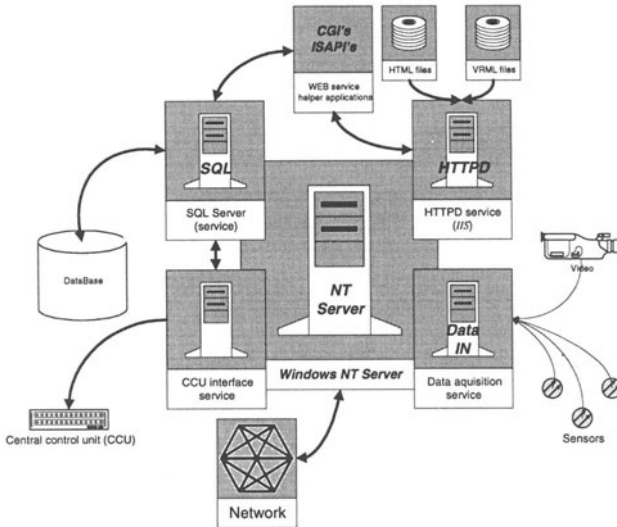 CGI's
ISAPI's
WEB service
helper applications
HTML files
VRML files
SQL
SQL Server
(service)
HTTPD
HTTPD service
(IIS)
DataBase
NT
Server
Windows NT Server
Video
Data
IN
Data aquisition
service
CCU interface
service
Central control unit (CCU)
Sensors
Network